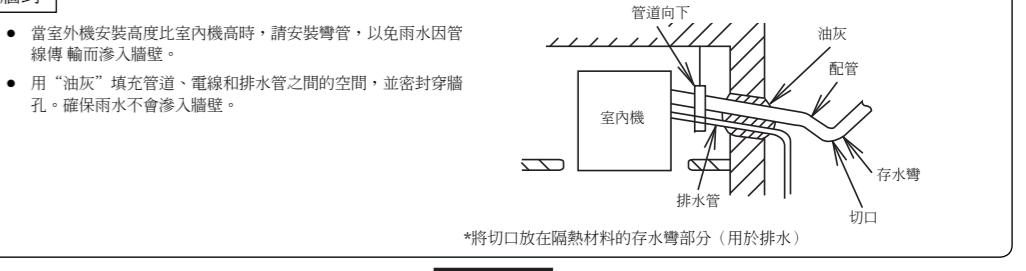 ● 當室外機安裝高度比室內機高時，請安裝彎管，以免雨水因管
線傳 輸而滲入牆壁。
● 用“油灰”填充管道、電線和排水管之間的空間，並密封穿牆
孔。確保雨水不會滲入牆壁。
管道向下
油灰
配管
室內機
存水彎
排水管
切口
*將切口放在隔熱材料的存水彎部分（用於排水）